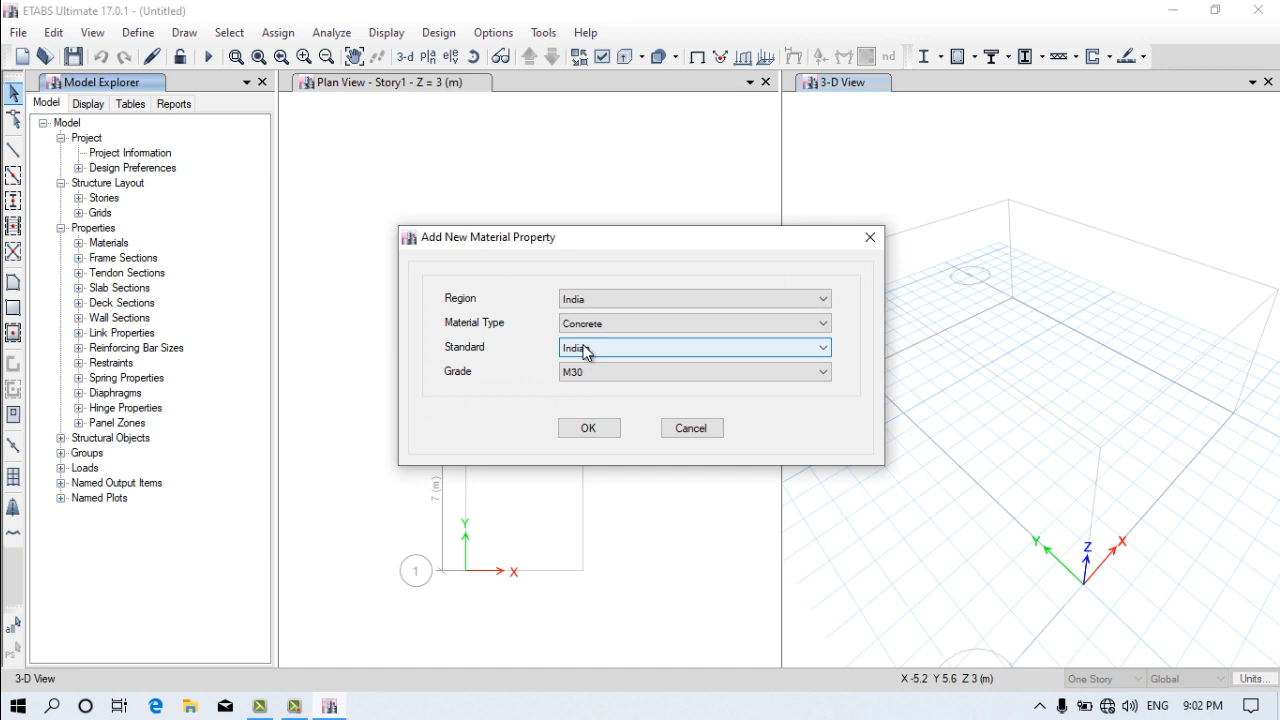 ETABS Ultimate 17.0.1 - (Untitled)
File Edit View Define Draw Select Assign Analyze Display Design Options Tools Help
3-d
nd
Model Explorer
Model Display Tables Reports
Model
Project
Project Information
Design Preferences
Structure Layout
Stories
Grids
Properties
Materials
Frame Sections
Tendon Sections
Slab Sections
Deck Sections
Wall Sections
Link Properties
Reinforcing Bar Sizes
Restraints
Spring Properties
Diaphragms
Hinge Properties
Panel Zones
Structural Objects
Groups
Loads
Named Output Items
Named Plots
all
Plan View - Story1 - Z = 3 (m)
7 (m)
Y
X
1
3-D View
Y
Z
X
Add New Material Property
Region India
Material Type Concrete
Standard Indian
Grade M30
OK Cancel
3-D View
X -5.2 Y 5.6 Z 3 (m)
One Story
Global
Units...
ENG 9:02 PM